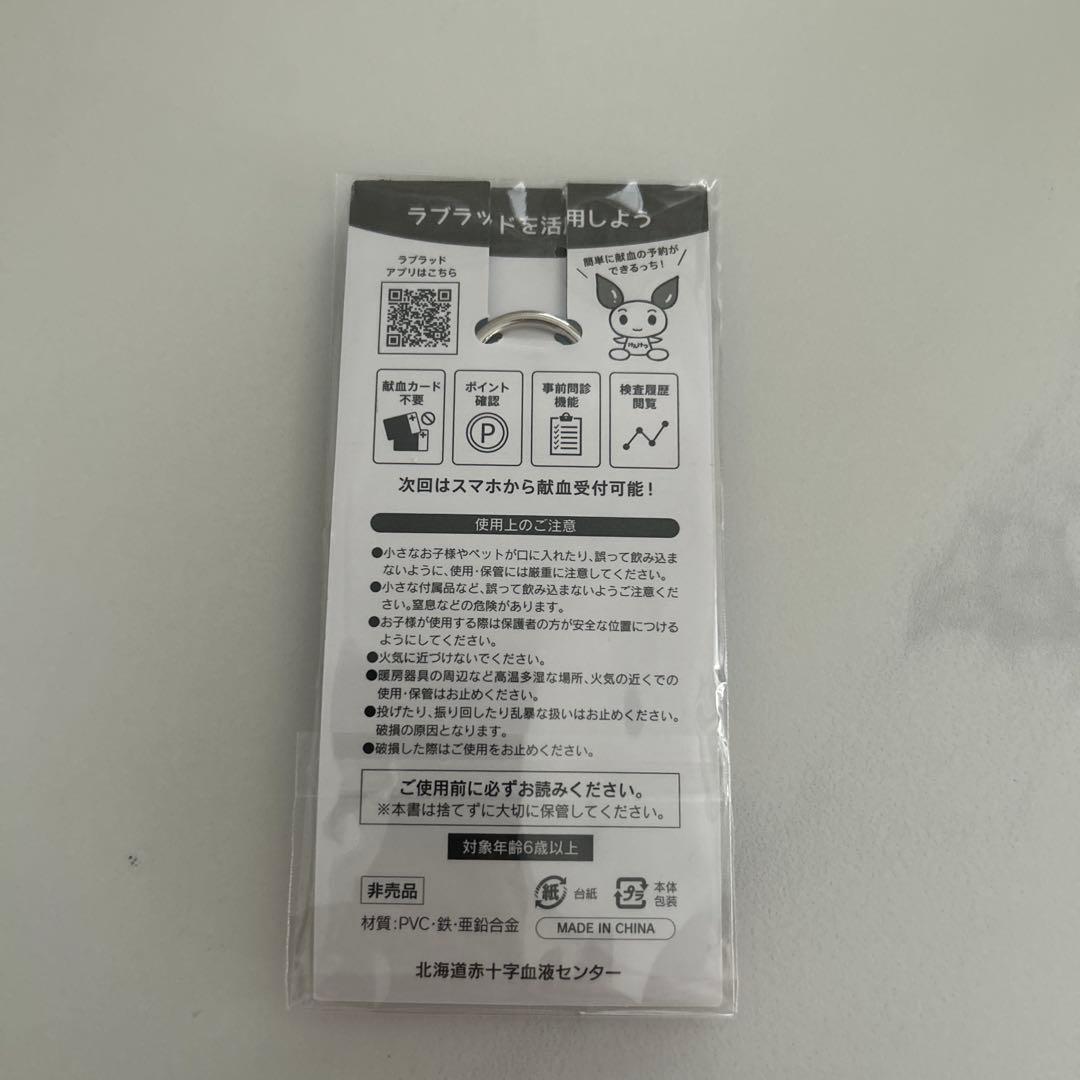 ラブラッドを活用しよう
ラブラッド
アプリはこちら
簡単に献血の予約が
できるっち!
けんけつ
献血カード
不要
ポイント
確認
P
事前問診
機能
検査履歴
閲覧
次回はスマホから献血受付可能!
使用上のご注意
●小さなお子様やペットが口に入れたり、誤って飲み込ま
ないように、使用・保管には厳重に注意してください。
●小さな付属品など、誤って飲み込まないようご注意くだ
さい。窒息などの危険があります。
●お子様が使用する際は保護者の方が安全な位置につける
ようにしてください。
●火気に近づけないでください。
●暖房器具の周辺など高温多湿な場所、火気の近くでの
使用・保管はお止めください。
●投げたり、振り回したり乱暴な扱いはお止めください。
破損の原因となります。
●破損した際はご使用をお止めください。
ご使用前に必ずお読みください。
※本書は捨てずに大切に保管してください。
対象年齢6歳以上
非売品
紙 台紙
プラ 本体
包装
材質:PVC・鉄・亜鉛合金
MADE IN CHINA
北海道赤十字血液センター